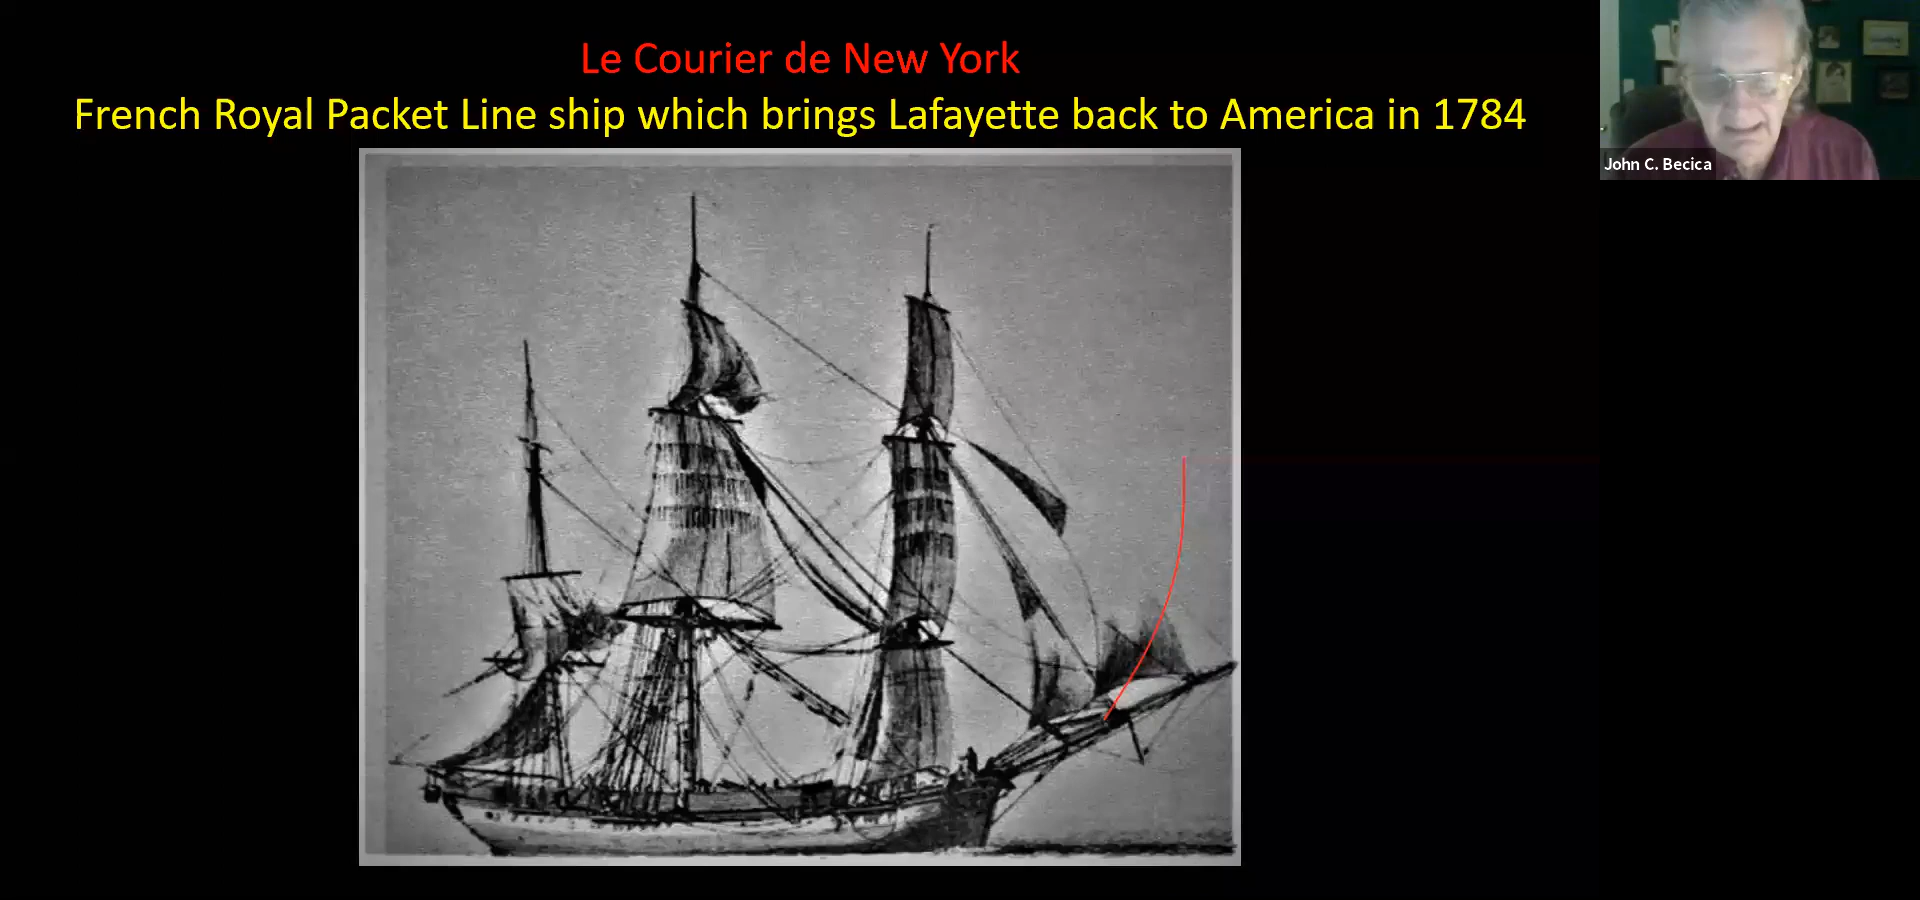 Le Courier de New York
French Royal Packet Line ship which brings Lafayette back to America in 1784
John C. Becica